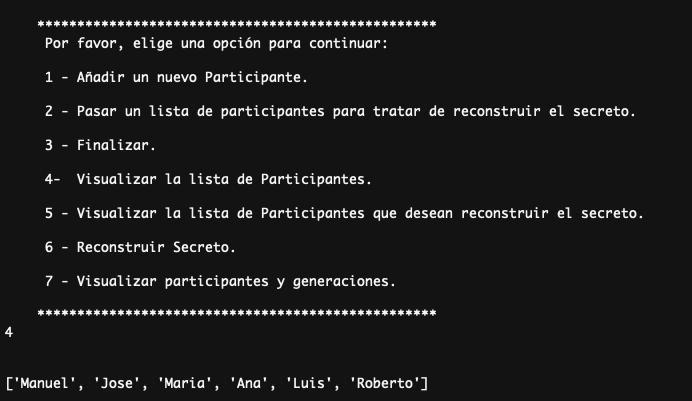 **************************************************
Por favor, elige una opción para continuar:
1 - Añadir un nuevo Participante.
2 - Pasar un lista de participantes para tratar de reconstruir el secreto.
3 - Finalizar.
4-  Visualizar la lista de Participantes.
5 - Visualizar la lista de Participantes que desean reconstruir el secreto.
6 - Reconstruir Secreto.
7 - Visualizar participantes y generaciones.
**************************************************
4
['Manuel', 'Jose', 'Maria', 'Ana', 'Luis', 'Roberto']